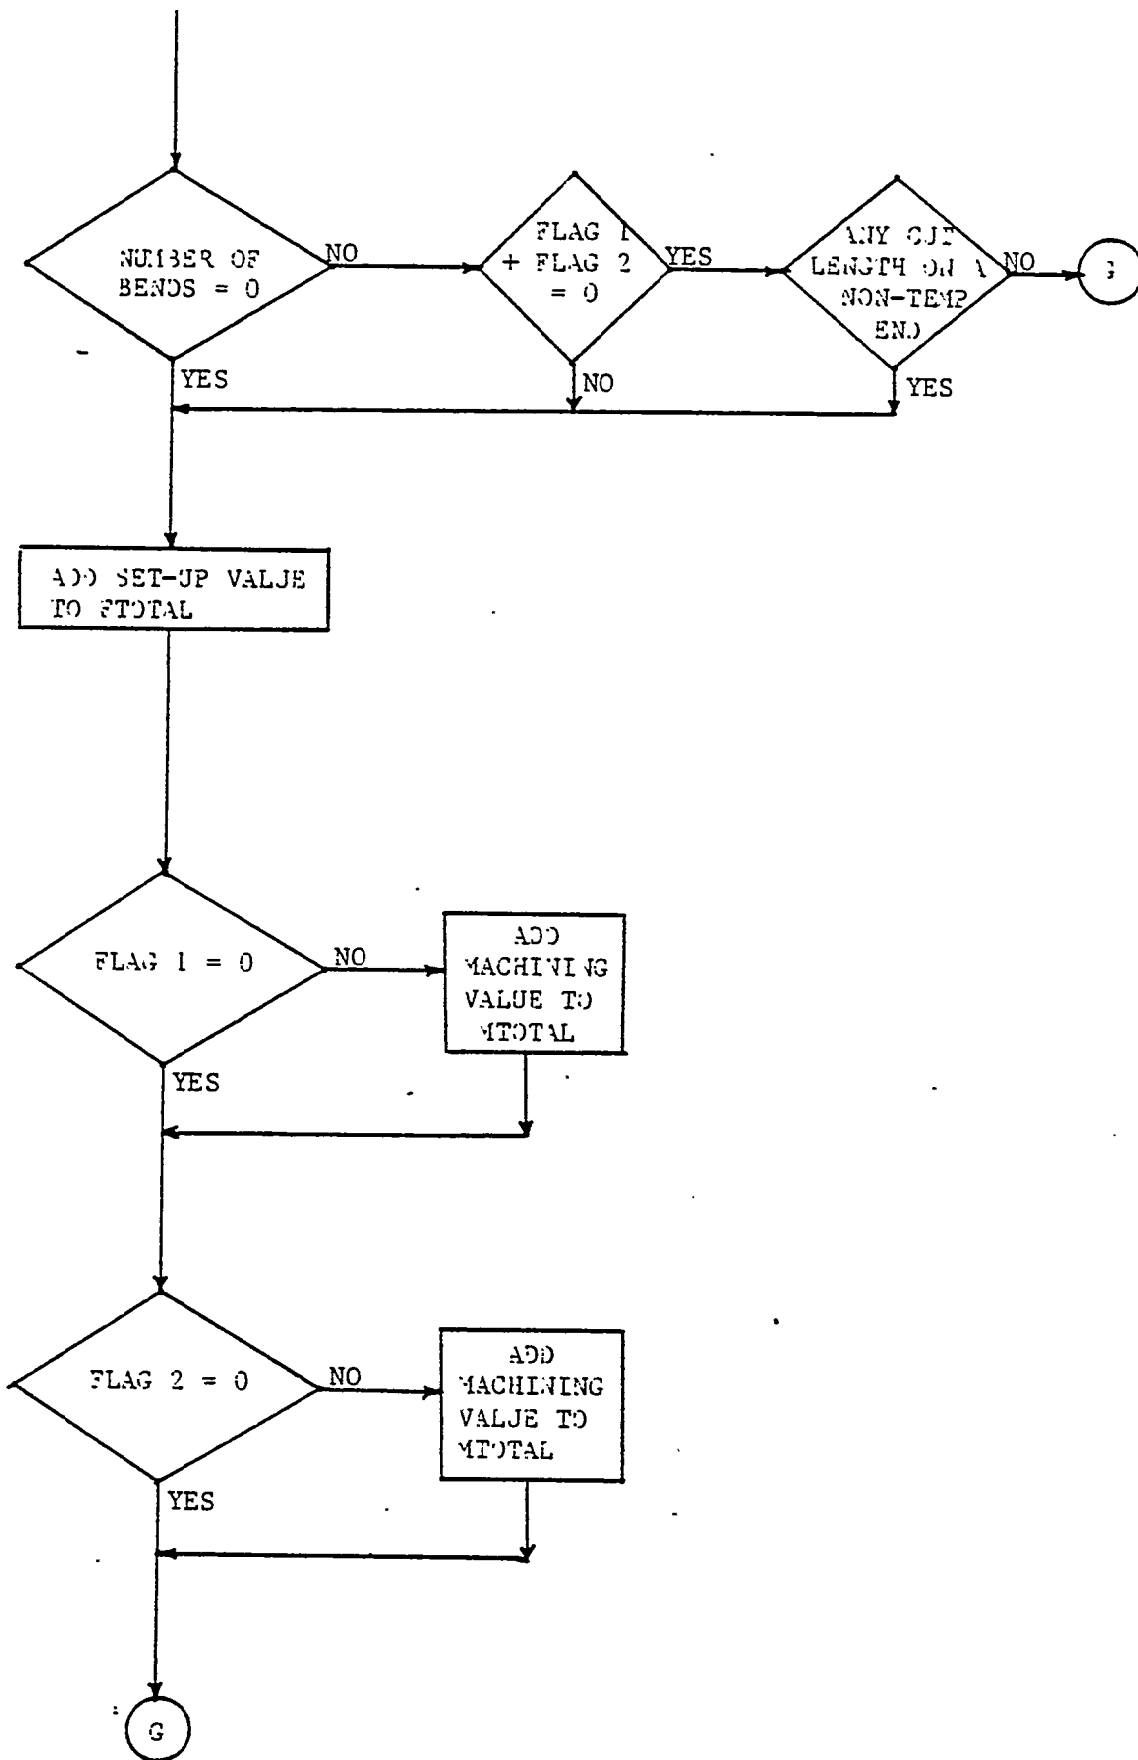 NUMBER OF
BENDS = 0
NO
YES
FLAG 1
+ FLAG 2
= 0
YES
NO
ANY CUT
LENGTH ON A
NON-TEMP
END
NO
YES
G
ADD SET-UP VALUE
TO FTOTAL
FLAG 1 = 0
NO
YES
ADD
MACHINING
VALUE TO
MTOTAL
FLAG 2 = 0
NO
YES
ADD
MACHINING
VALUE TO
MTOTAL
G